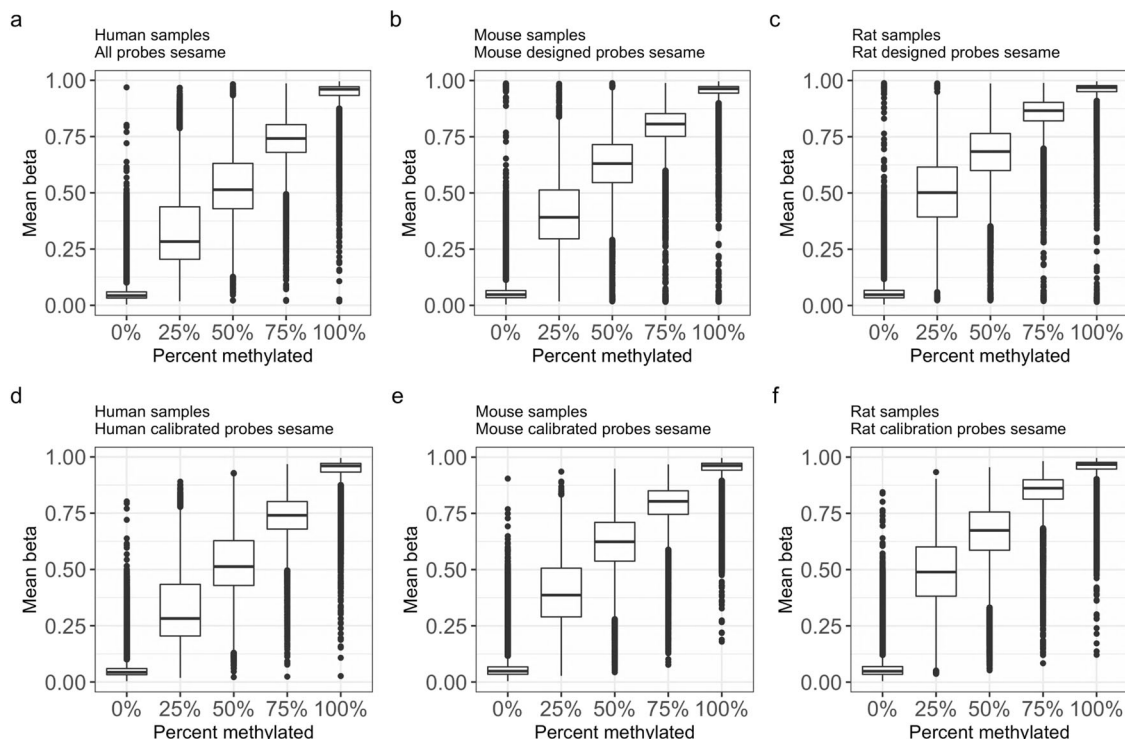 a
Human samples
All probes sesame
Mean beta
1.00
0.75
0.50
0.25
0.00
0% 25% 50% 75% 100%
Percent methylated
b
Mouse samples
Mouse designed probes sesame
Mean beta
1.00
0.75
0.50
0.25
0.00
0% 25% 50% 75% 100%
Percent methylated
c
Rat samples
Rat designed probes sesame
Mean beta
1.00
0.75
0.50
0.25
0.00
0% 25% 50% 75% 100%
Percent methylated
d
Human samples
Human calibrated probes sesame
Mean beta
1.00
0.75
0.50
0.25
0.00
0% 25% 50% 75% 100%
Percent methylated
e
Mouse samples
Mouse calibrated probes sesame
Mean beta
1.00
0.75
0.50
0.25
0.00
0% 25% 50% 75% 100%
Percent methylated
f
Rat samples
Rat calibration probes sesame
Mean beta
1.00
0.75
0.50
0.25
0.00
0% 25% 50% 75% 100%
Percent methylated